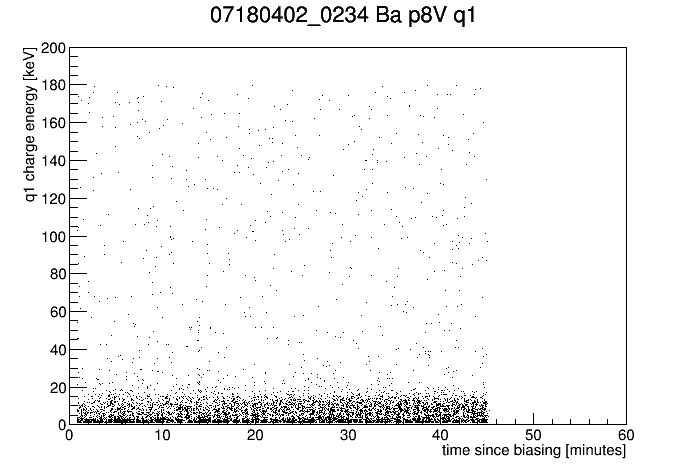 07180402_0234 Ba p8V q1
q1 charge energy [keV]
200
180
160
140
120
100
80
60
40
20
0
0 10 20 30 40 50 60
time since biasing [minutes]